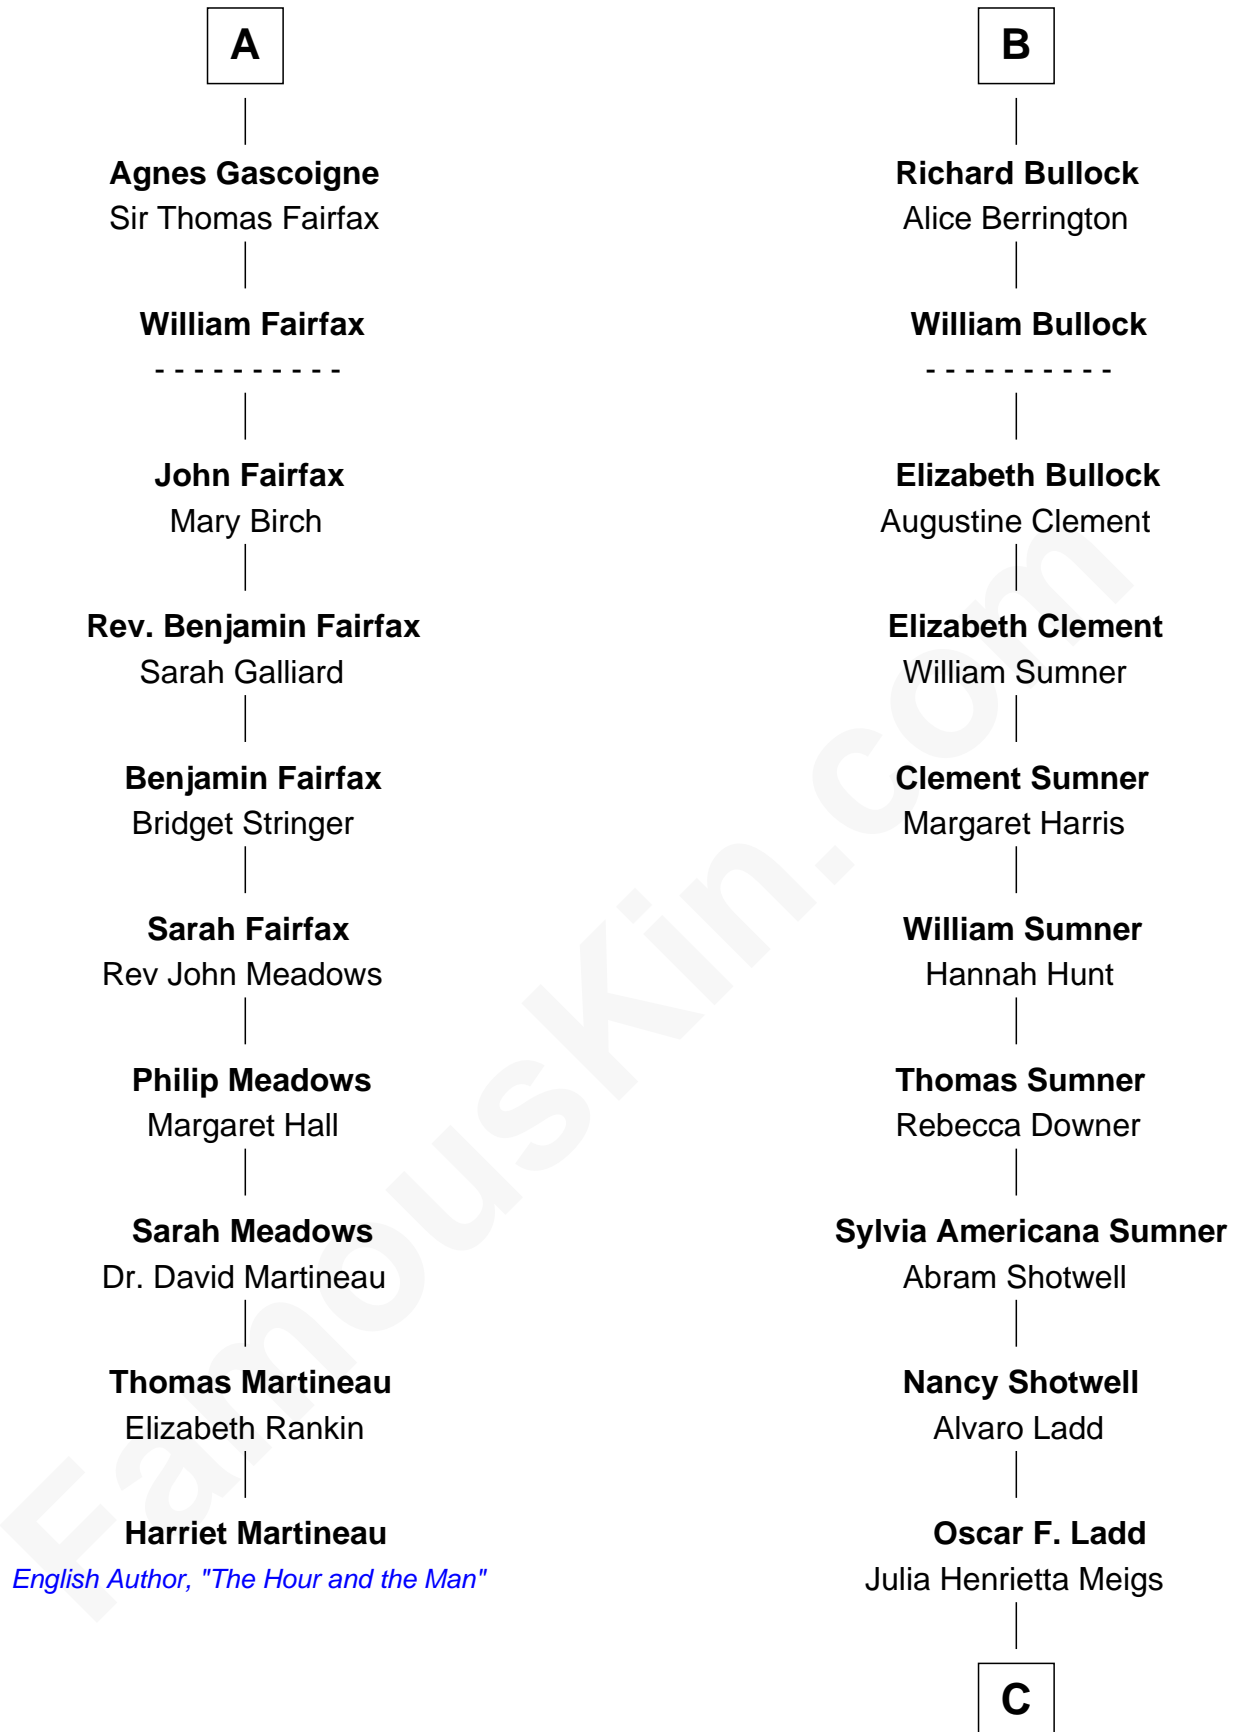 A
Agnes Gascoigne
Sir Thomas Fairfax
William Fairfax
- - - - - - - - - -
John Fairfax
Mary Birch
Rev. Benjamin Fairfax
Sarah Galliard
Benjamin Fairfax
Bridget Stringer
Sarah Fairfax
Rev John Meadows
Philip Meadows
Margaret Hall
Sarah Meadows
Dr. David Martineau
Thomas Martineau
Elizabeth Rankin
Harriet Martineau
English Author, "The Hour and the Man"
B
Richard Bullock
Alice Berrington
William Bullock
- - - - - - - - - -
Elizabeth Bullock
Augustine Clement
Elizabeth Clement
William Sumner
Clement Sumner
Margaret Harris
William Sumner
Hannah Hunt
Thomas Sumner
Rebecca Downer
Sylvia Americana Sumner
Abram Shotwell
Nancy Shotwell
Alvaro Ladd
Oscar F. Ladd
Julia Henrietta Meigs
C
FamousKin.com